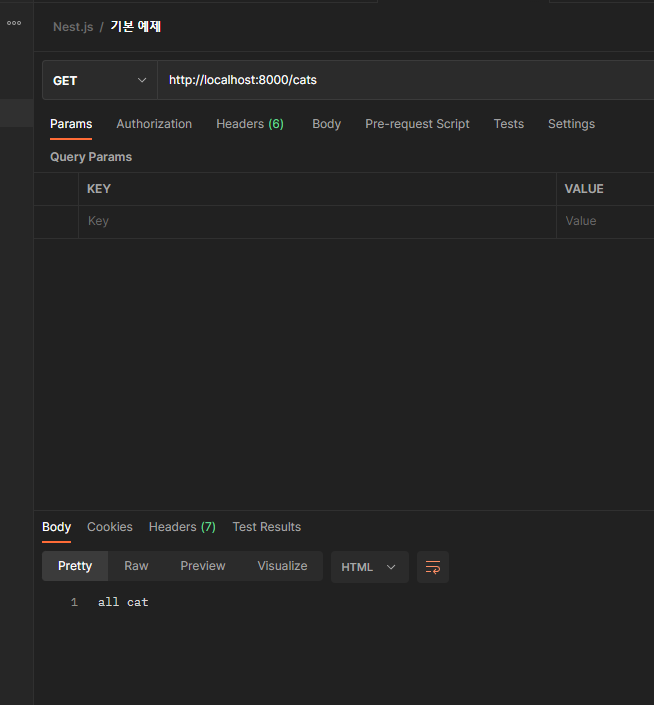 Nest.js / 기본 예제
GET http://localhost:8000/cats
Params Authorization Headers (6) Body Pre-request Script Tests Settings
Query Params
KEY VALUE
Key Value
Body Cookies Headers (7) Test Results
Pretty Raw Preview Visualize HTML
1 all cat